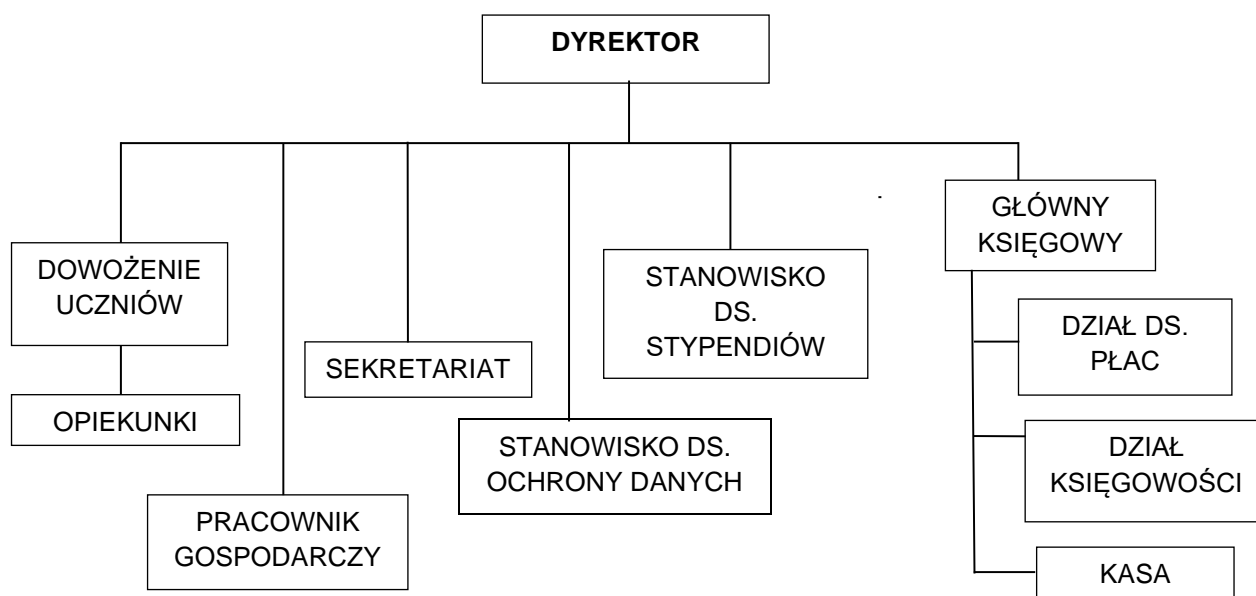 DYREKTOR
GŁÓWNY
KSIĘGOWY
DOWOŻENIE
UCZNIÓW
STANOWISKO
DS.
STYPENDIÓW
DZIAŁ DS.
PŁAC
SEKRETARIAT
OPIEKUNKI
STANOWISKO DS.
OCHRONY DANYCH
DZIAŁ
KSIĘGOWOŚCI
PRACOWNIK
GOSPODARCZY
KASA